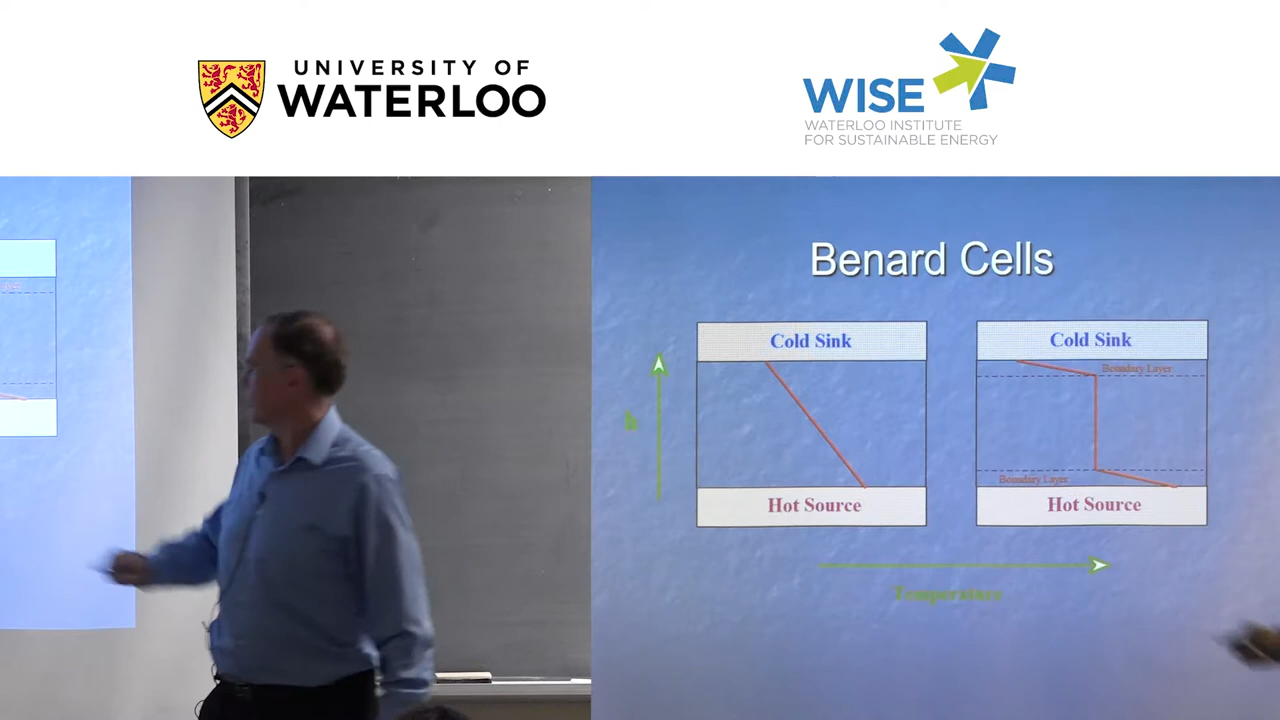 UNIVERSITY OF
WATERLOO
WISE
WATERLOO INSTITUTE
FOR SUSTAINABLE ENERGY
Benard Cells
Cold Sink
Cold Sink
Boundary Layer
h
Boundary Layer
Hot Source
Hot Source
Temperature